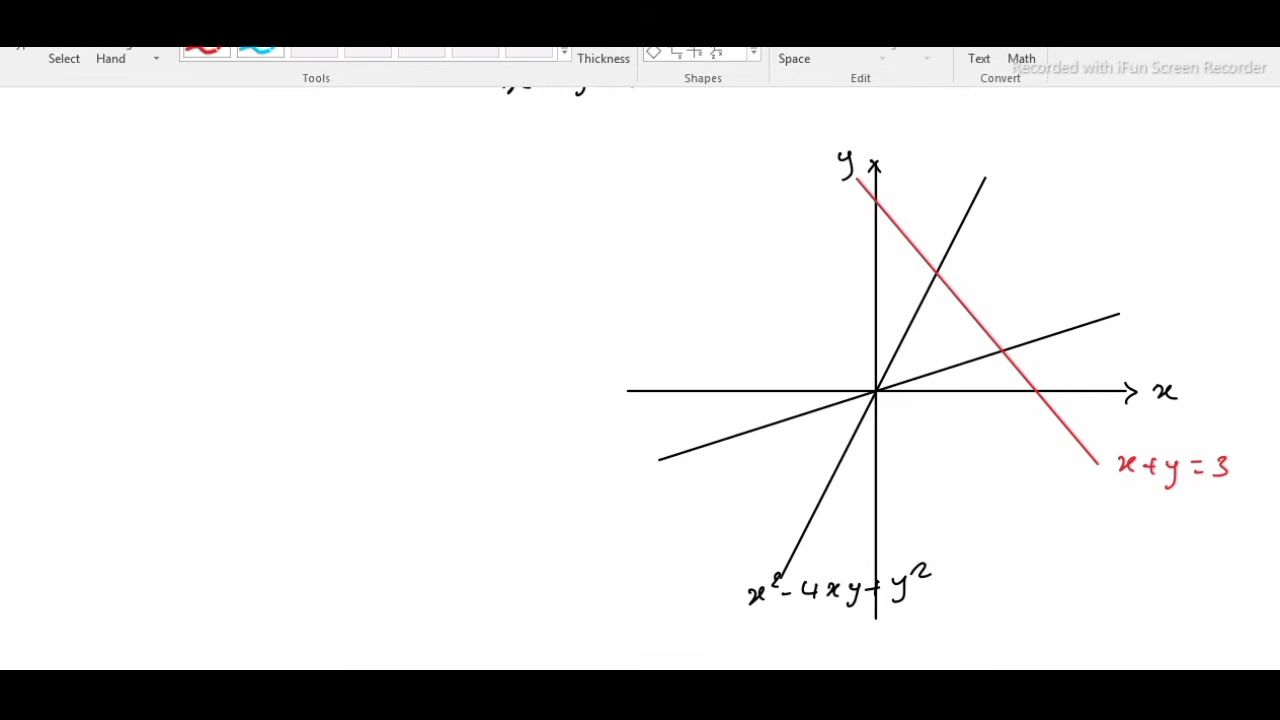 Select Hand Thickness Space Text Math
Recorded with iFun Screen Recorder
Tools Shapes Edit Convert
y
x
x+y=3
x²-4xy+y²